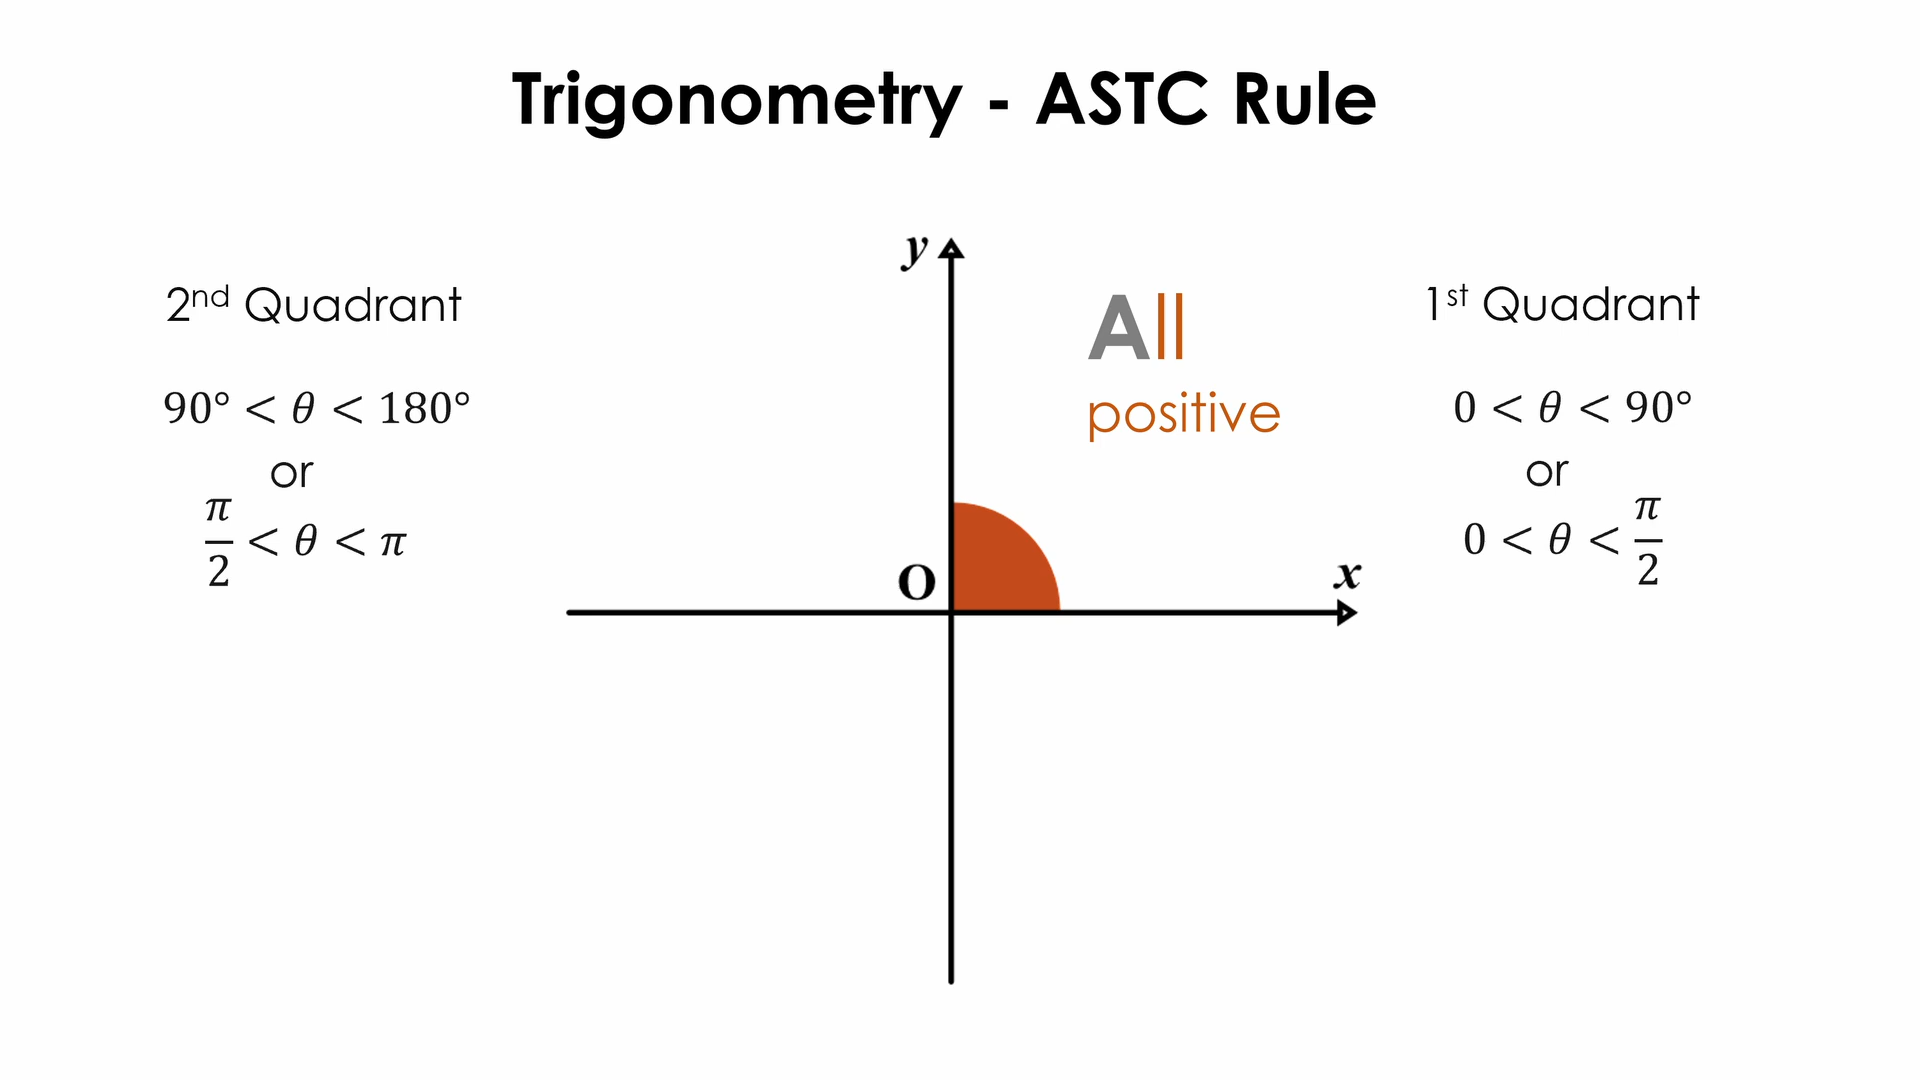 Trigonometry - ASTC Rule
2nd Quadrant
90° < θ < 180°
or
π/2 < θ < π
y
All
positive
O
x
1st Quadrant
0 < θ < 90°
or
0 < θ < π/2